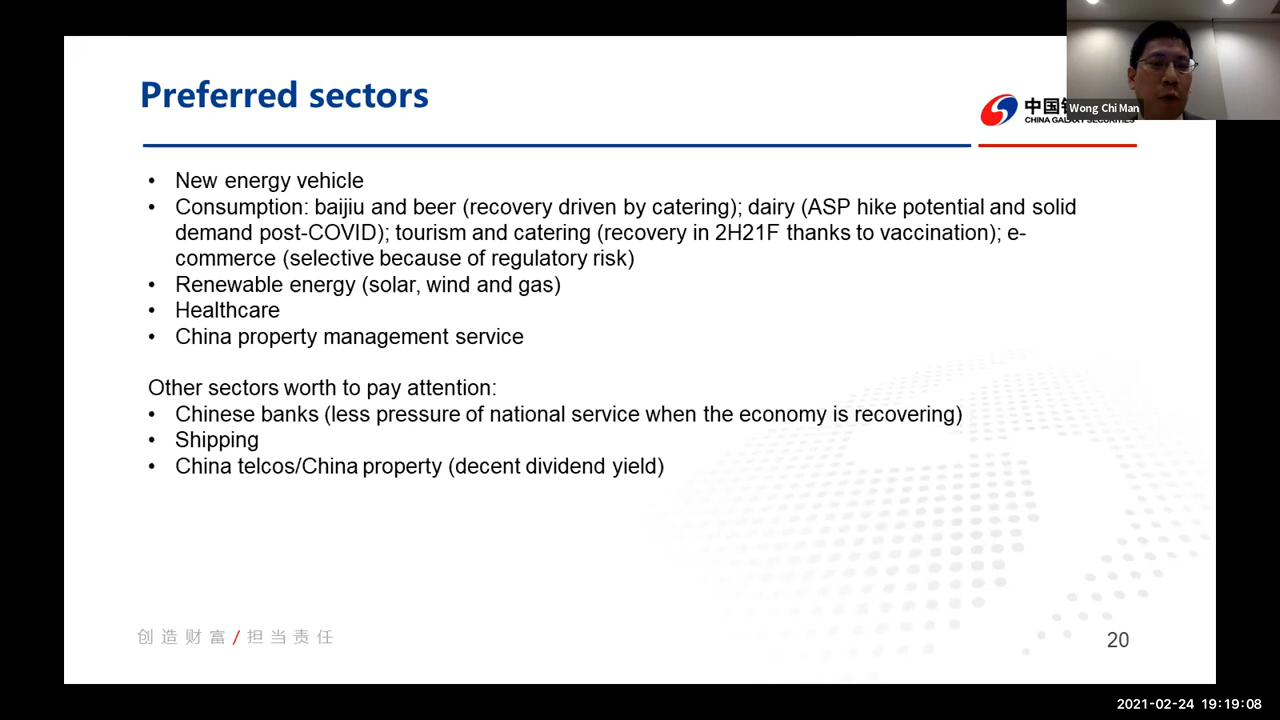 Preferred sectors
中国
CHINA GALAXY SECURITIES
Wong Chi Man
• New energy vehicle
• Consumption: baijiu and beer (recovery driven by catering); dairy (ASP hike potential and solid
demand post-COVID); tourism and catering (recovery in 2H21F thanks to vaccination); e-
commerce (selective because of regulatory risk)
• Renewable energy (solar, wind and gas)
• Healthcare
• China property management service
Other sectors worth to pay attention:
• Chinese banks (less pressure of national service when the economy is recovering)
• Shipping
• China telcos/China property (decent dividend yield)
创造财富/担当责任
20
2021-02-24 19:19:08